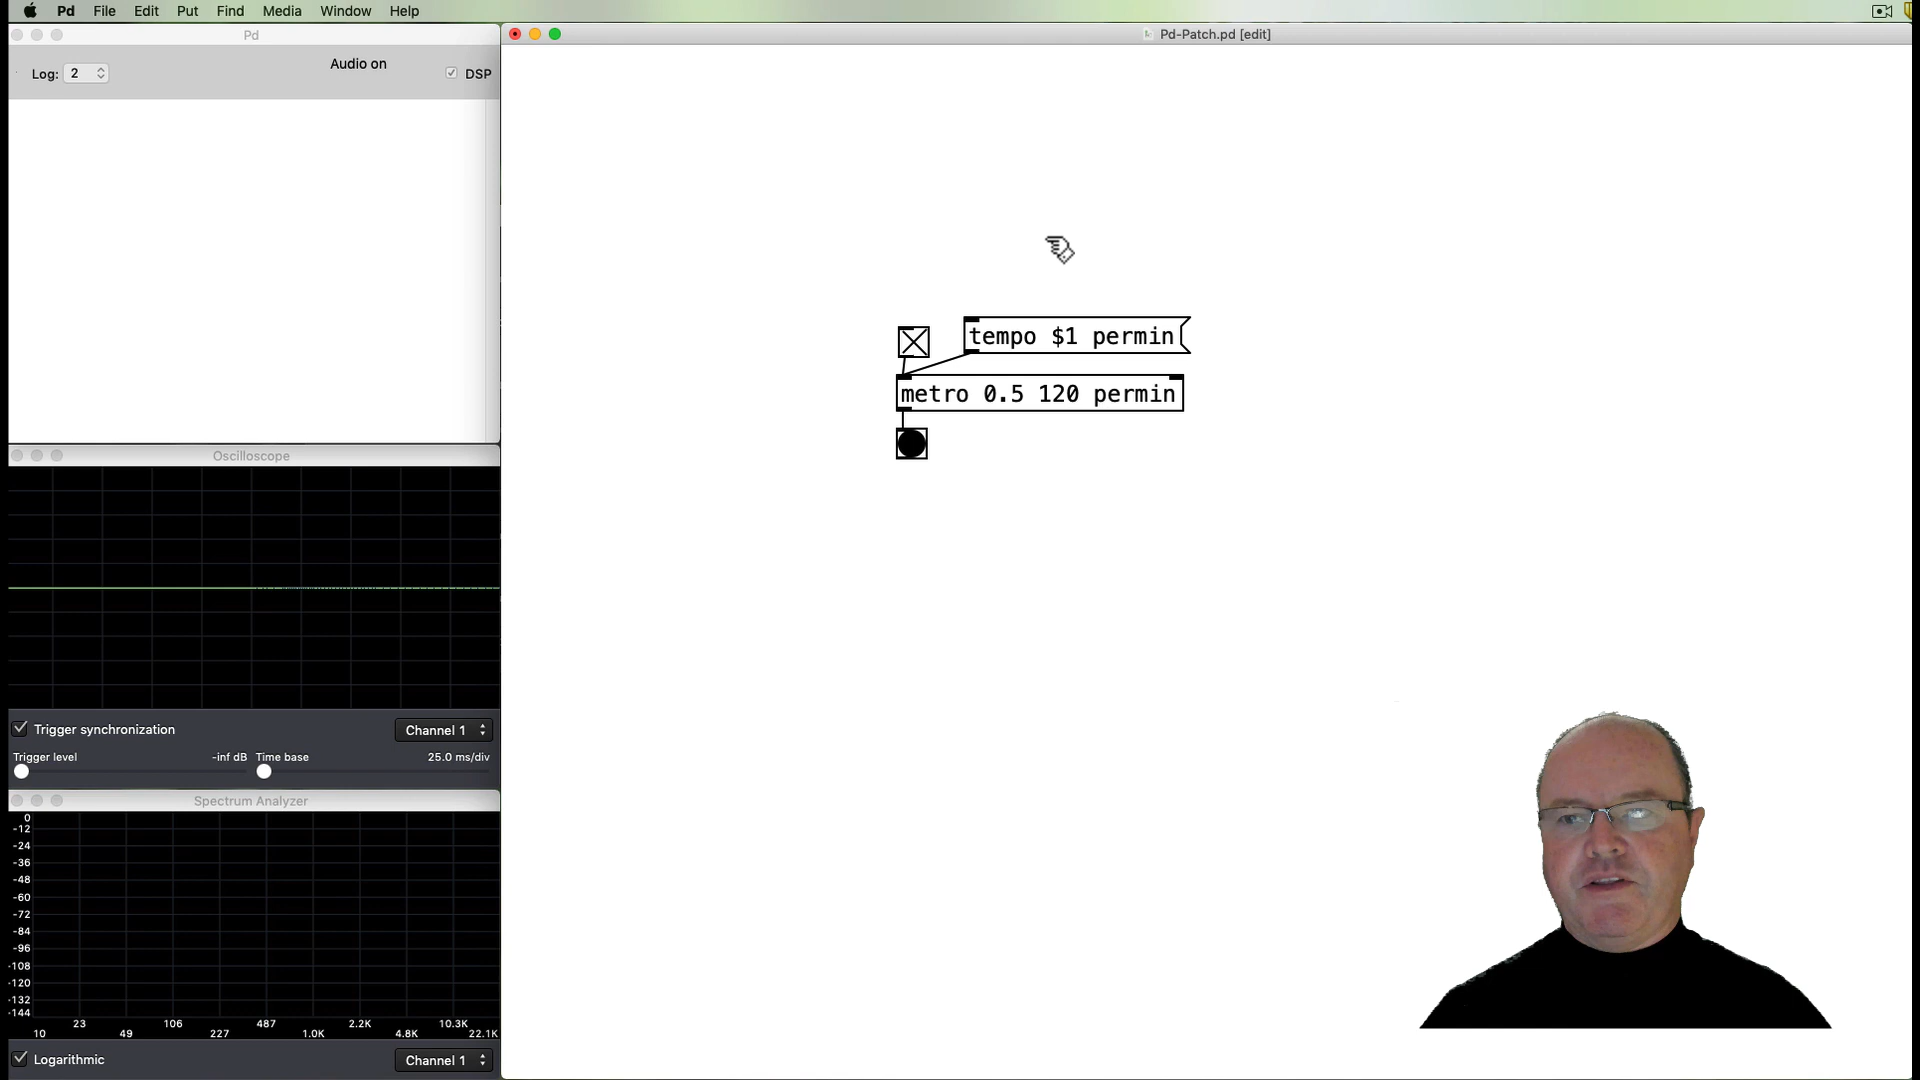 Pd File Edit Put Find Media Window Help
Pd
Pd-Patch.pd [edit]
Log: 2
Audio on
DSP
tempo $1 permin
metro 0.5 120 permin
Oscilloscope
Trigger synchronization
Channel 1
Trigger level
-inf dB
Time base
25.0 ms/div
Spectrum Analyzer
0
-12
-24
-36
-48
-60
-72
-84
-96
-108
-120
-132
-144
23 106 487 2.2K 10.3K
10 49 227 1.0K 4.8K 22.1K
Logarithmic
Channel 1